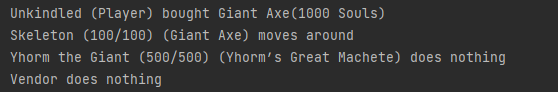 Unkindled (Player) bought Giant Axe(1000 Souls)
Skeleton (100/100) (Giant Axe) moves around
Yhorm the Giant (500/500) (Yhorm’s Great Machete) does nothing
Vendor does nothing